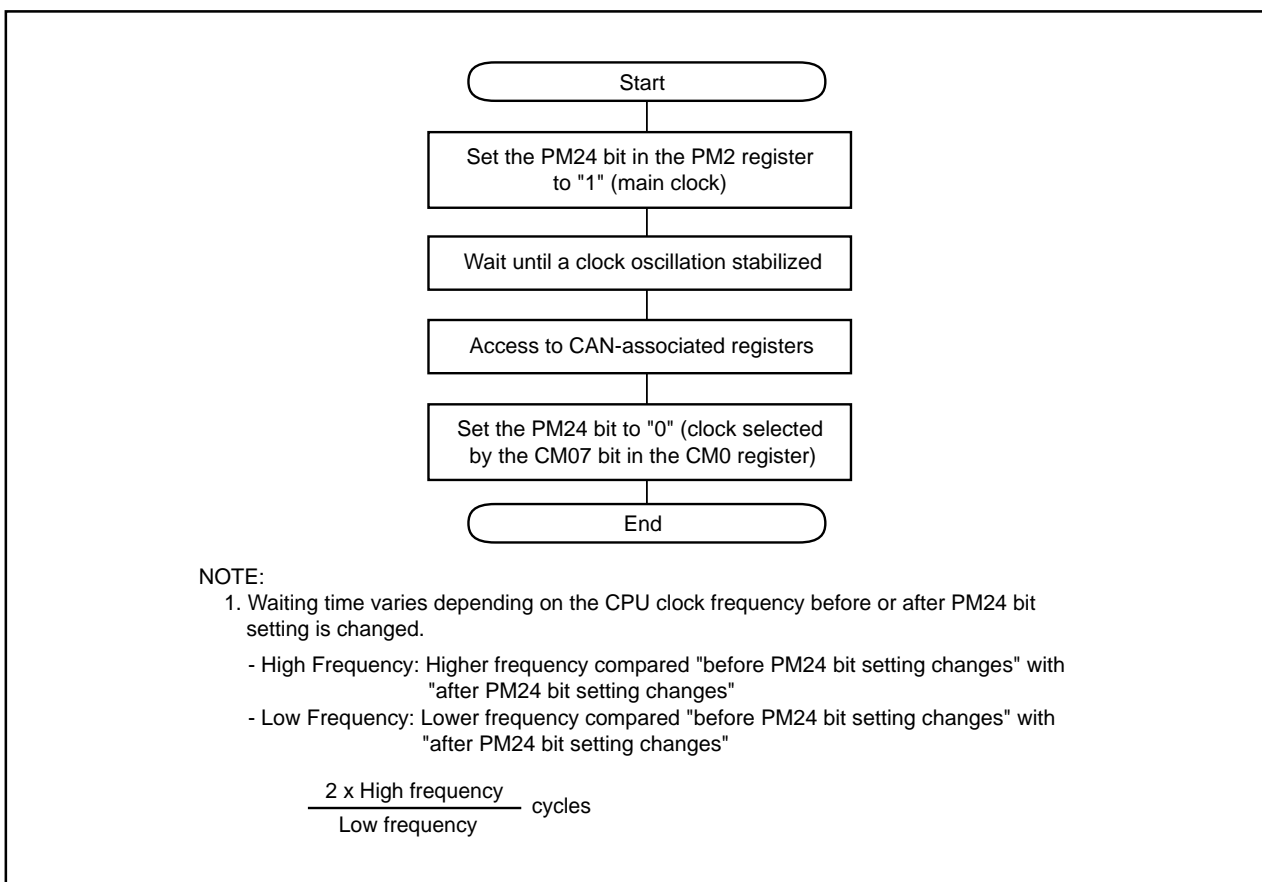 Start
Set the PM24 bit in the PM2 register
to "1" (main clock)
Wait until a clock oscillation stabilized
Access to CAN-associated registers
Set the PM24 bit to "0" (clock selected
by the CM07 bit in the CM0 register)
End
NOTE:
1. Waiting time varies depending on the CPU clock frequency before or after PM24 bit
setting is changed.
- High Frequency: Higher frequency compared "before PM24 bit setting changes" with
"after PM24 bit setting changes"
- Low Frequency: Lower frequency compared "before PM24 bit setting changes" with
"after PM24 bit setting changes"
2 x High frequency
cycles
Low frequency